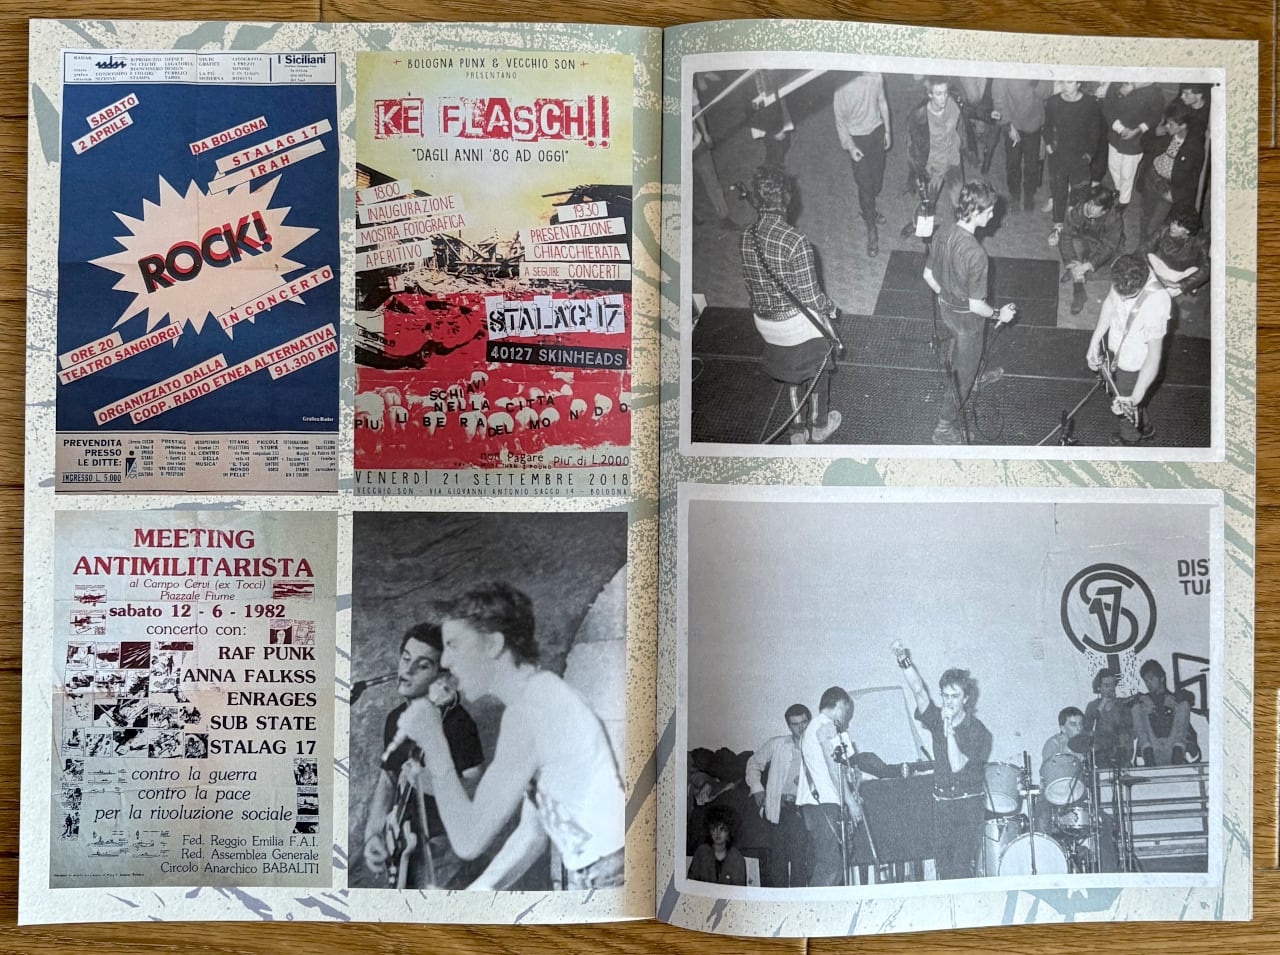 I Siciliani
SABATO
2 APRILE
DA BOLOGNA
STALAG 17
IRAH
ROCK!
IN CONCERTO
ORE 20
TEATRO SANGIORGI
ORGANIZZATO DALLA
COOP. RADIO ETNEA ALTERNATIVA
91.300 FM
PREVENDITA
PRESSO
LE DITTE:
INGRESSO L. 5.000
BOLOGNA PUNX & VECCHIO SON
PRESENTANO
KE FLASCH!!
"DAGLI ANNI '80 AD OGGI"
18.00
INAUGURAZIONE
MOSTRA FOTOGRAFICA
APERITIVO
19.30
PRESENTAZIONE
CHIACCHIERATA
A SEGUIRE CONCERTI
STALAG 17
40127 SKINHEADS
SCHIAVI
NELLA CITTÀ
PIU LIBERA DEL MONDO
non Pagare Più di L.2000
VENERDÌ 21 SETTEMBRE 2018
VECCHIO SON - VIA GIOVANNI ANTONIO SACCO 14 - BOLOGNA
MEETING
ANTIMILITARISTA
al Campo Cervi (ex Tocci)
Piazzale Fiume
sabato 12 - 6 - 1982
concerto con:
RAF PUNK
ANNA FALKSS
ENRAGES
SUB STATE
STALAG 17
contro la guerra
contro la pace
per la rivoluzione sociale
Fed. Reggio Emilia F.A.I.
Red. Assemblea Generale
Circolo Anarchico BABALITI
DIS
TUA
S17